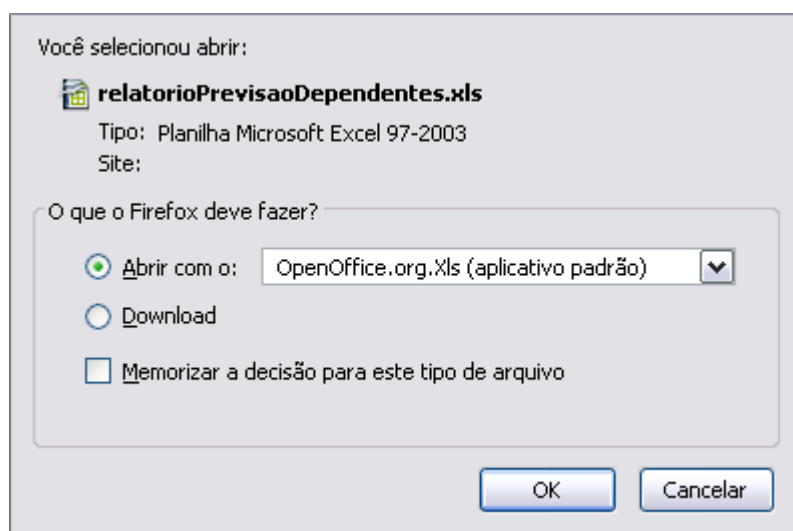 Você selecionou abrir:
relatorioPrevisaoDependentes.xls
Tipo: Planilha Microsoft Excel 97-2003
Site:
O que o Firefox deve fazer?
Abrir com o: OpenOffice.org.Xls (aplicativo padrão)
Download
Memorizar a decisão para este tipo de arquivo
OK Cancelar